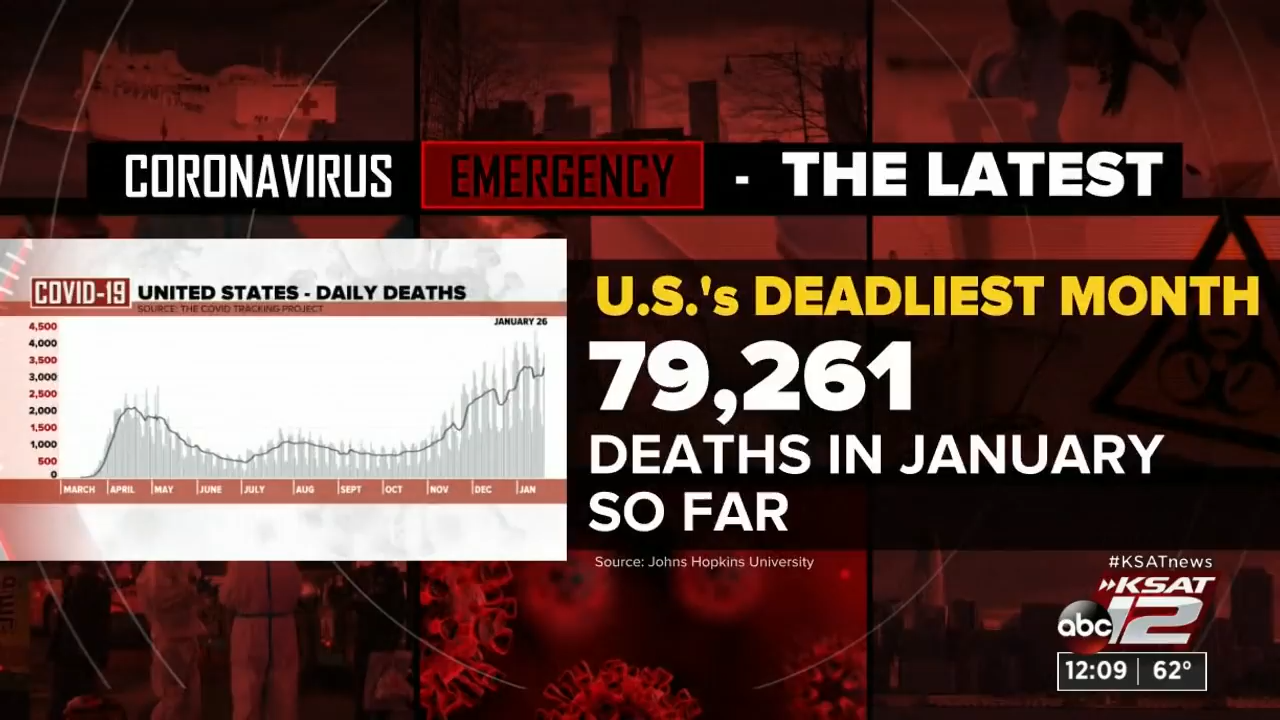 CORONAVIRUS EMERGENCY - THE LATEST
COVID-19 UNITED STATES - DAILY DEATHS
SOURCE: THE COVID TRACKING PROJECT
JANUARY 26
4,500
4,000
3,500
3,000
2,500
2,000
1,500
1,000
500
0
MARCH APRIL MAY JUNE JULY AUG SEPT OCT NOV DEC JAN
U.S.'s DEADLIEST MONTH
79,261
DEATHS IN JANUARY
SO FAR
Source: Johns Hopkins University
#KSATnews
KSAT
abc 12
12:09 62°